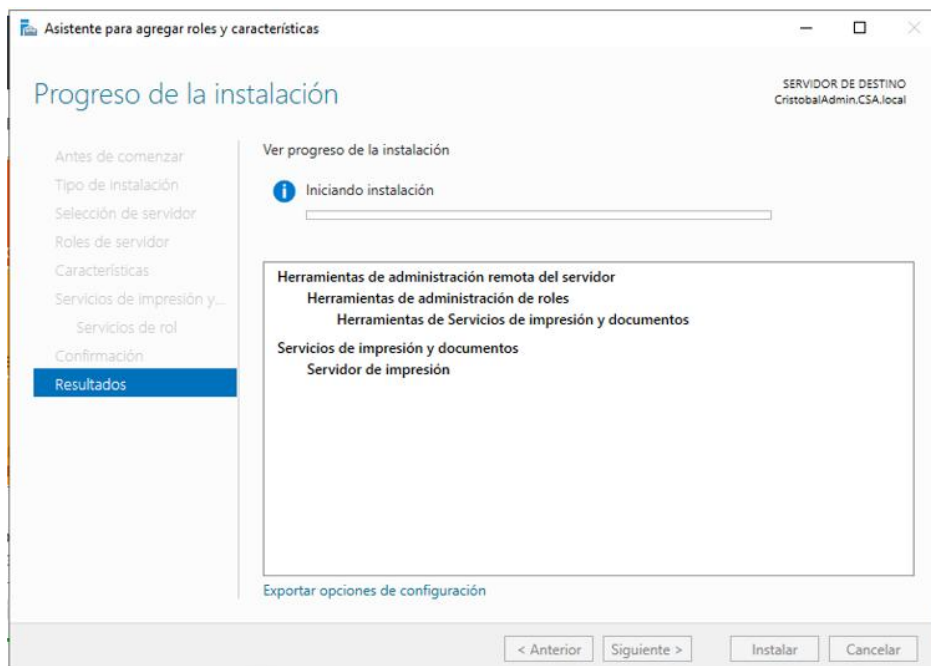 Asistente para agregar roles y características
Progreso de la instalación
SERVIDOR DE DESTINO
CristobalAdmin.CSA.local
Antes de comenzar
Tipo de instalación
Selección de servidor
Roles de servidor
Características
Servicios de impresión y...
Servicios de rol
Confirmación
Resultados
Ver progreso de la instalación
Iniciando instalación
Herramientas de administración remota del servidor
Herramientas de administración de roles
Herramientas de Servicios de impresión y documentos
Servicios de impresión y documentos
Servidor de impresión
Exportar opciones de configuración
< Anterior
Siguiente >
Instalar
Cancelar